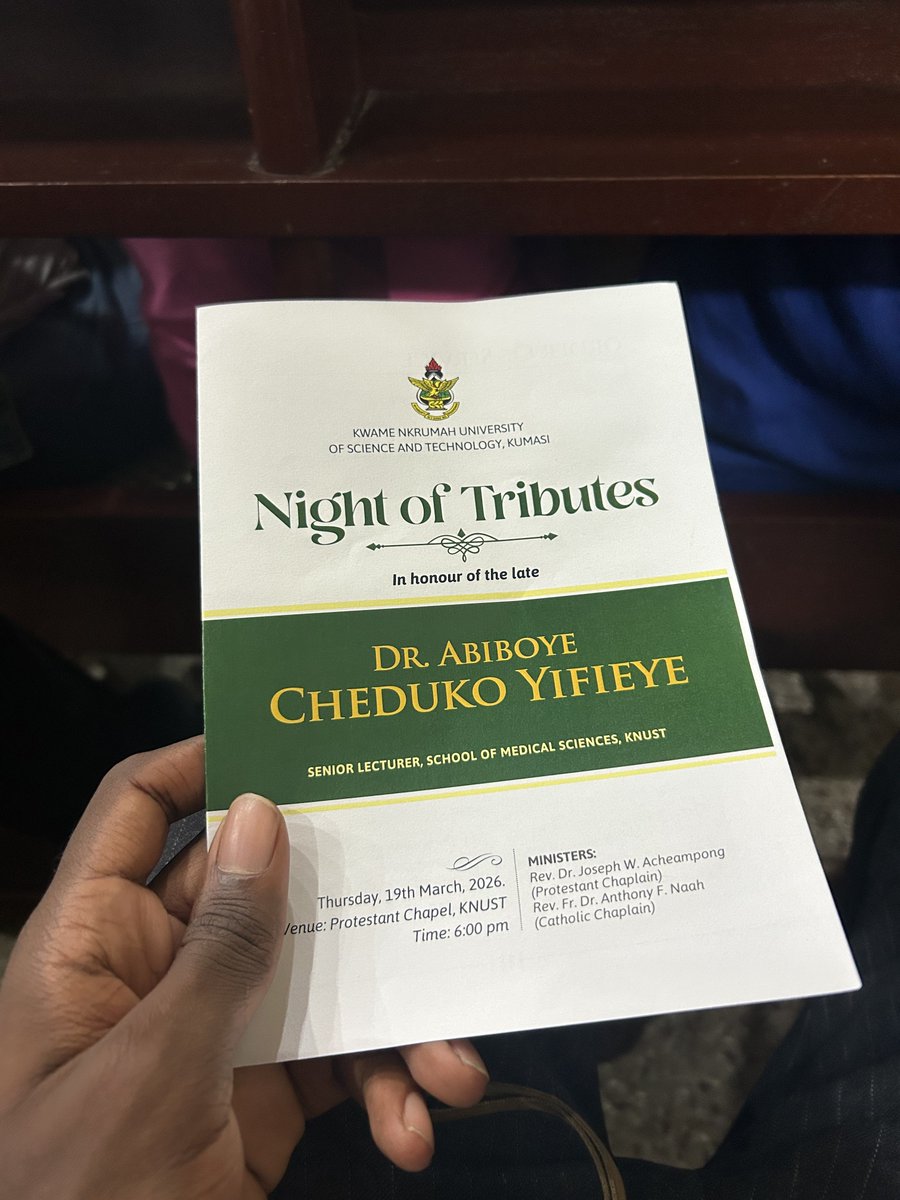 KWAME NKRUMAH UNIVERSITY
OF SCIENCE AND TECHNOLOGY, KUMASI
Night of Tributes
In honour of the late
DR. ABIBOYE
CHEDUKO YIFIEYE
SENIOR LECTURER, SCHOOL OF MEDICAL SCIENCES, KNUST
Thursday, 19th March, 2026.
Venue: Protestant Chapel, KNUST
Time: 6:00 pm
MINISTERS:
Rev. Dr. Joseph W. Acheampong
(Protestant Chaplain)
Rev. Fr. Dr. Anthony F. Naah
(Catholic Chaplain)